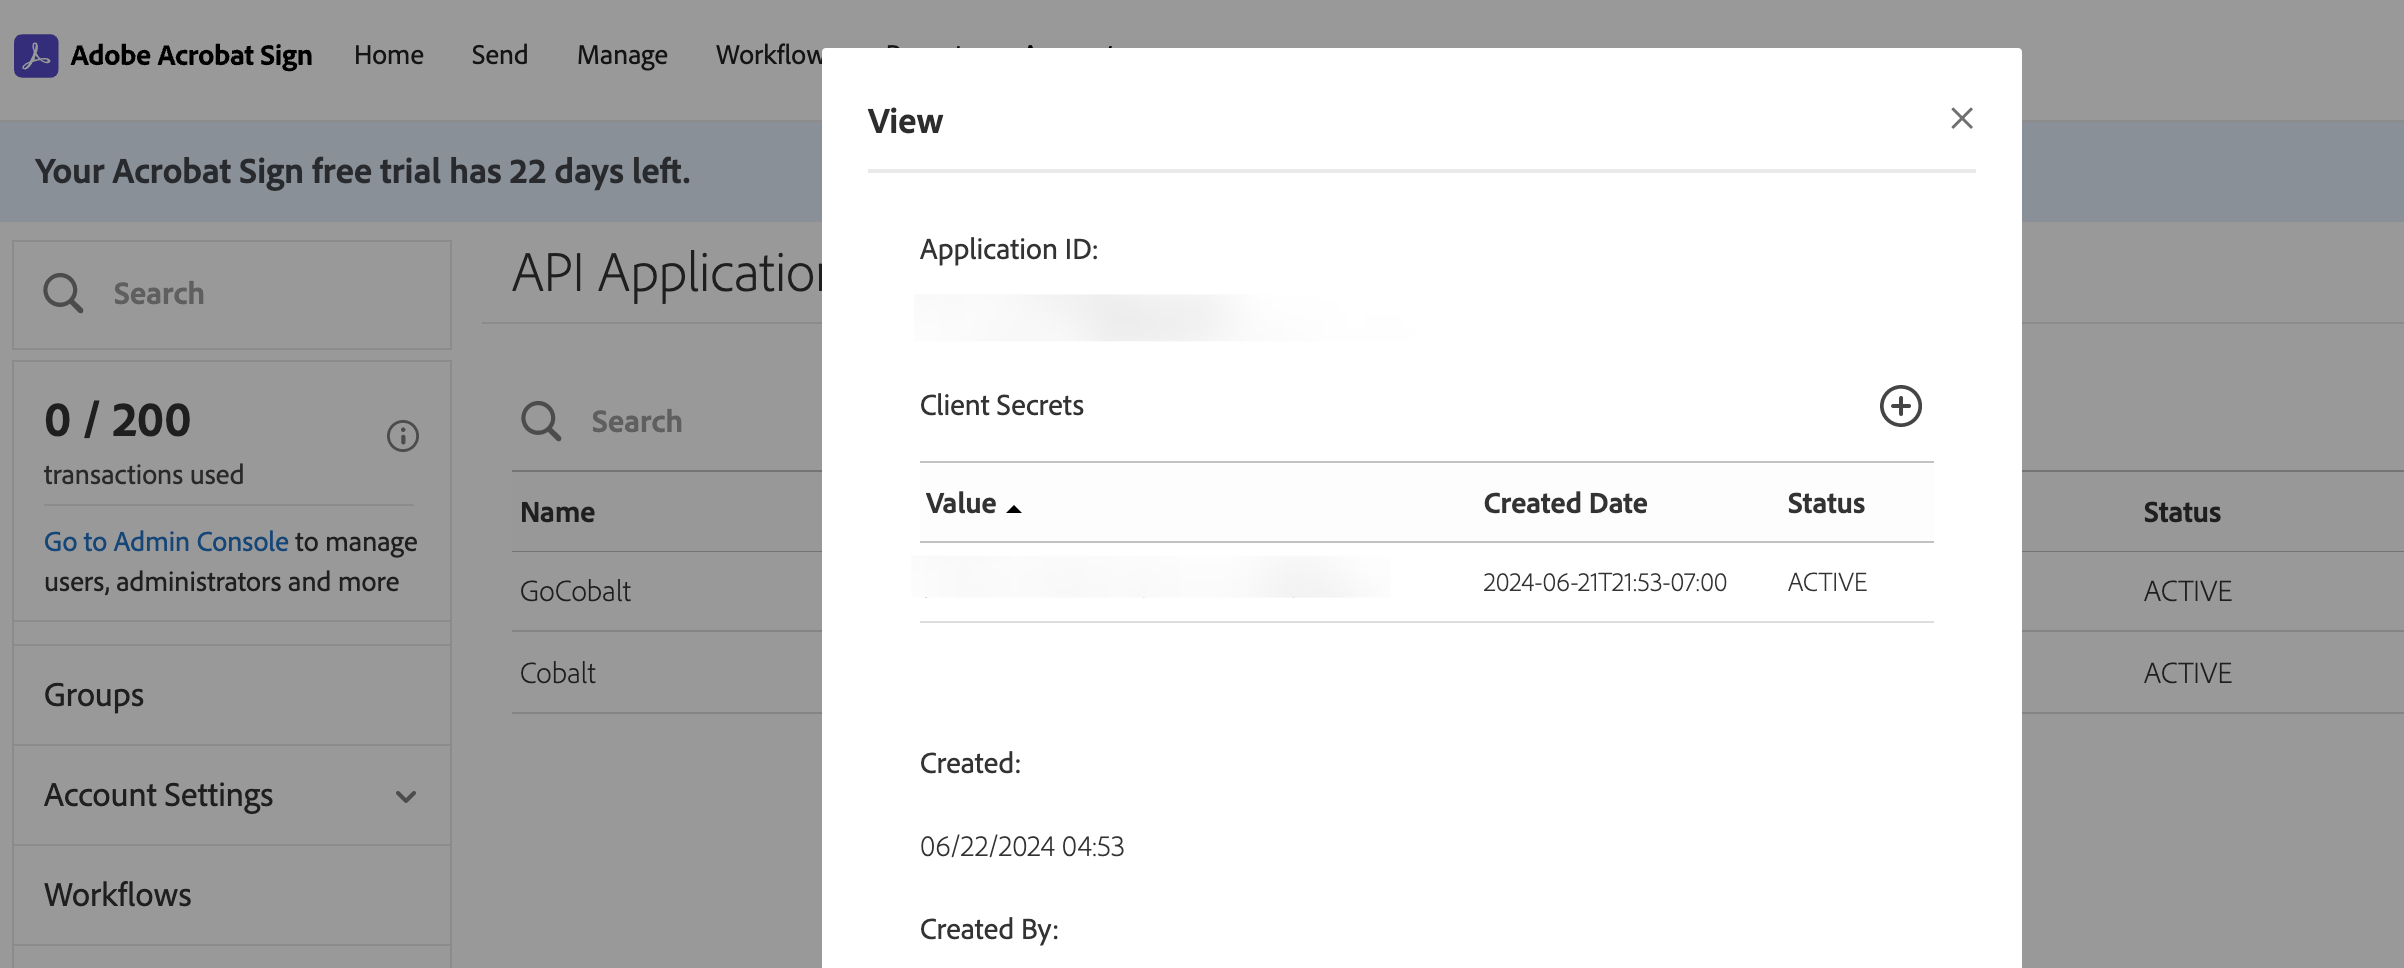 Adobe Acrobat Sign
Home
Send
Manage
Workflow
Your Acrobat Sign free trial has 22 days left.
Search
0 / 200
transactions used
Go to Admin Console to manage
users, administrators and more
Groups
Account Settings
Workflows
API Application
Search
Name
Status
GoCobalt
ACTIVE
Cobalt
ACTIVE
View
Application ID:
Client Secrets
Value
Created Date
Status
2024-06-21T21:53-07:00
ACTIVE
Created:
06/22/2024 04:53
Created By: